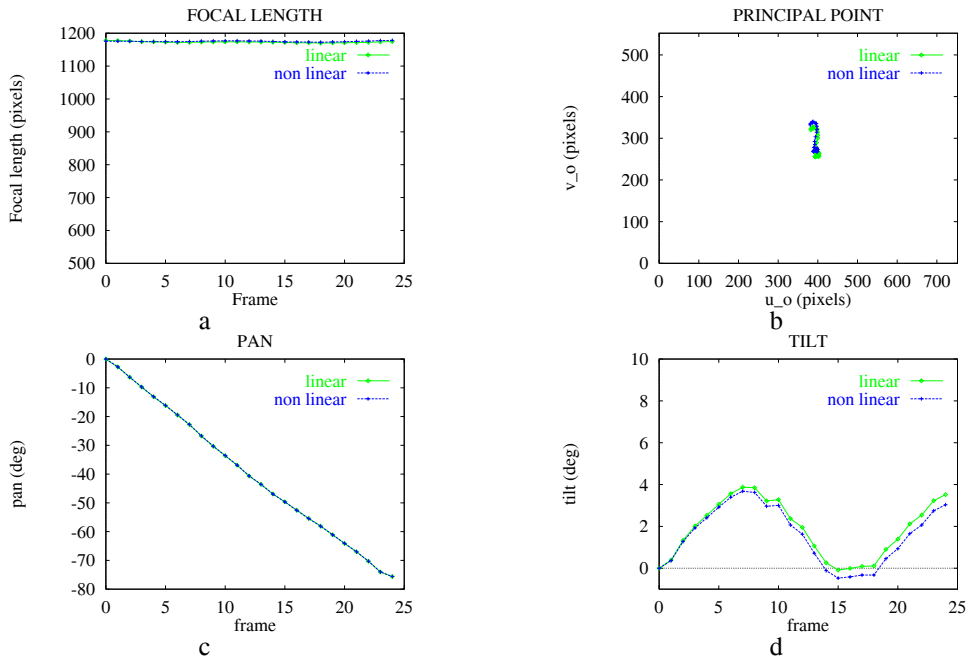 FOCAL LENGTH
1200
1100
1000
900
800
700
600
500
Focal length (pixels)
linear
non linear
0 5 10 15 20 25
Frame
a
PRINCIPAL POINT
500
400
300
200
100
0
v_o (pixels)
linear
non linear
0 100 200 300 400 500 600 700
u_o (pixels)
b
PAN
0
-10
-20
-30
-40
-50
-60
-70
-80
pan (deg)
linear
non linear
0 5 10 15 20 25
frame
c
TILT
10
8
6
4
2
0
tilt (deg)
linear
non linear
0 5 10 15 20 25
frame
d